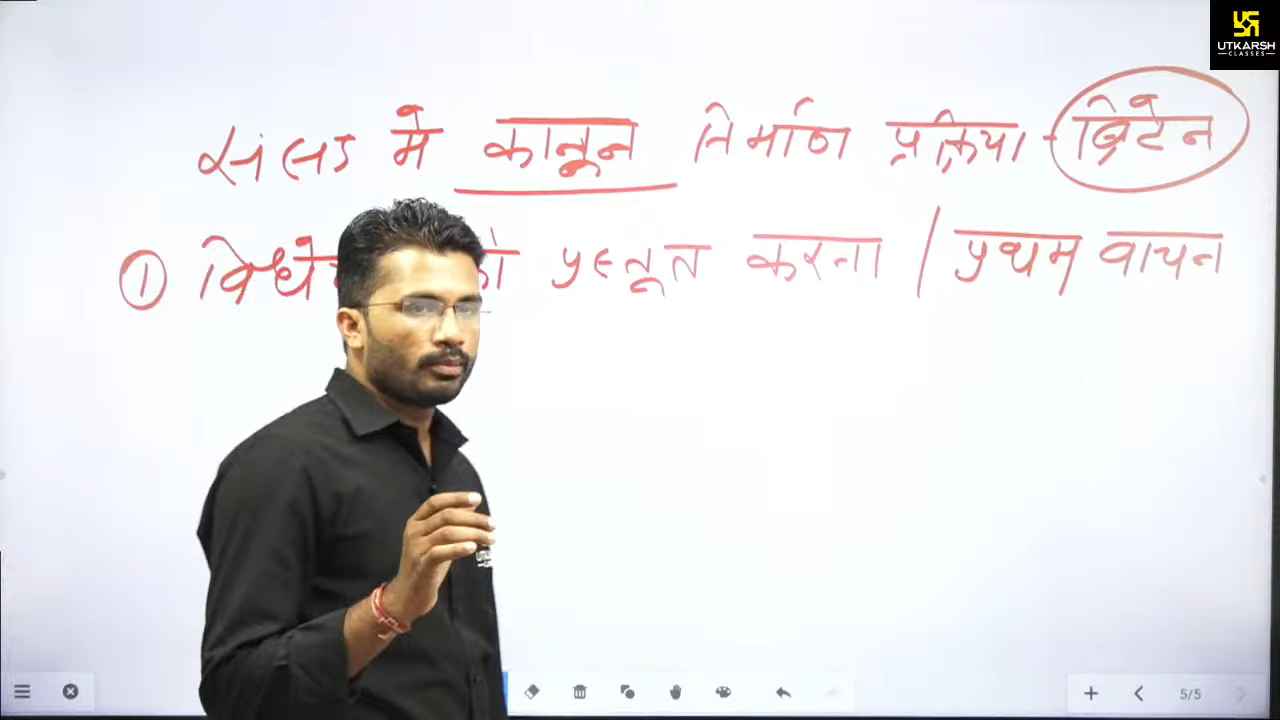 UTKARSH
CLASSES
संसद में कानून निर्माण प्रक्रिया - ब्रिटेन
① को प्रस्तुत करना / प्रथम वाचन
5/5